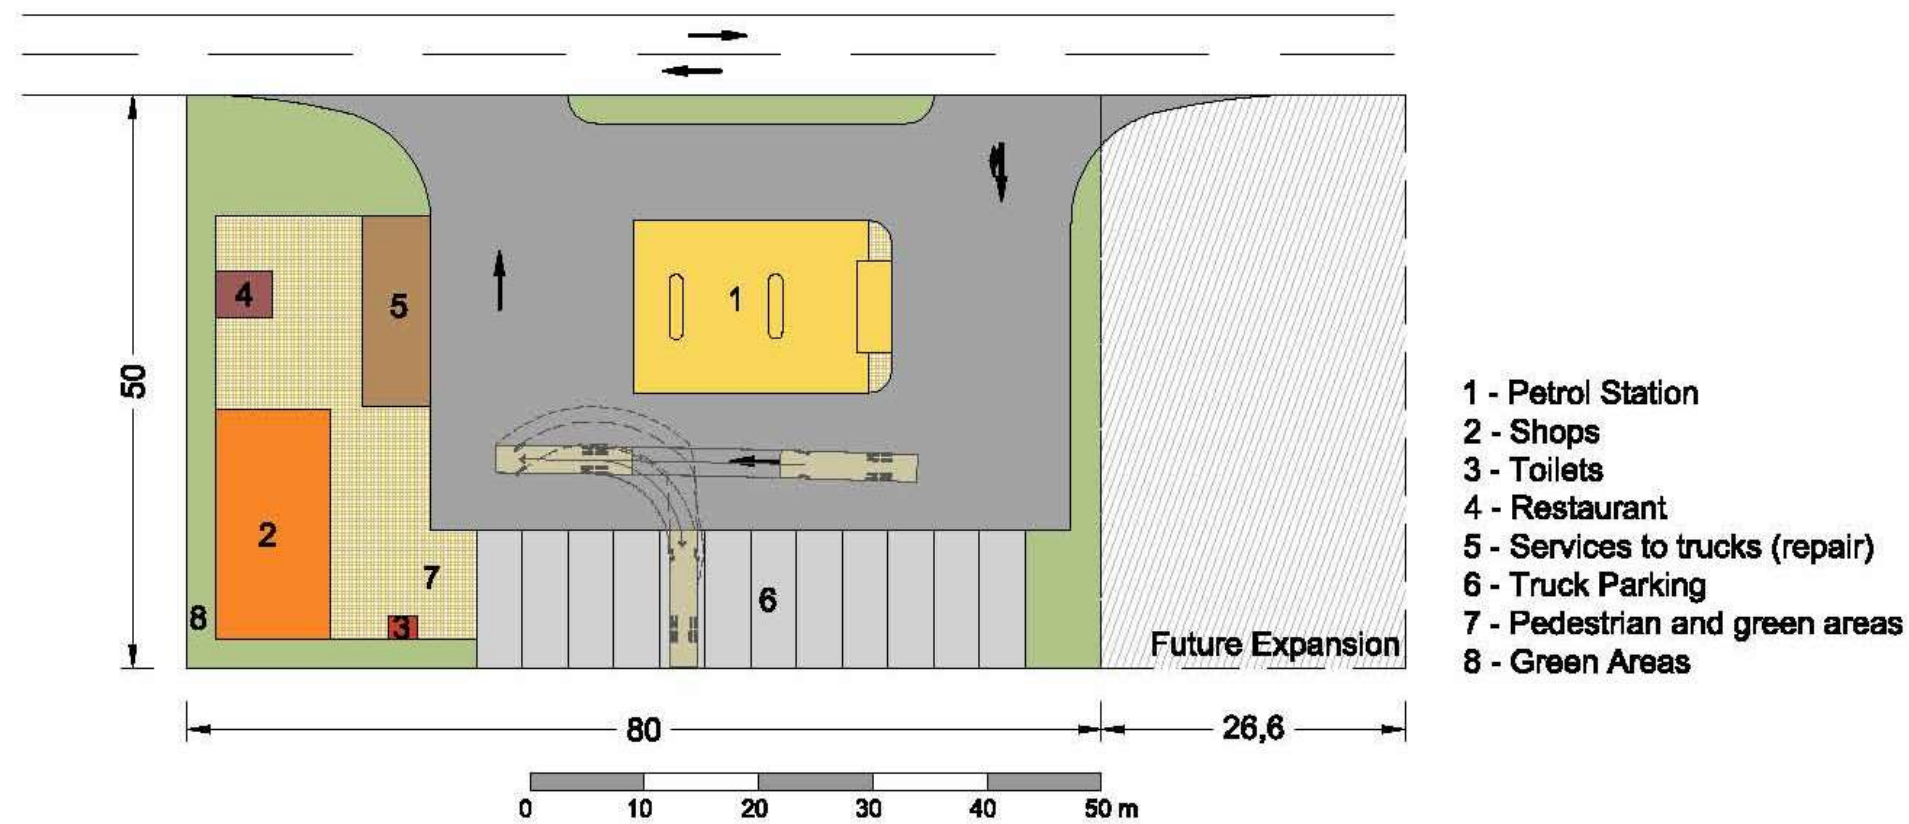 4
5
1
50
2
7
6
8
3
Future Expansion
1 - Petrol Station
2 - Shops
3 - Toilets
4 - Restaurant
5 - Services to trucks (repair)
6 - Truck Parking
7 - Pedestrian and green areas
8 - Green Areas
80
26,6
0 10 20 30 40 50 m